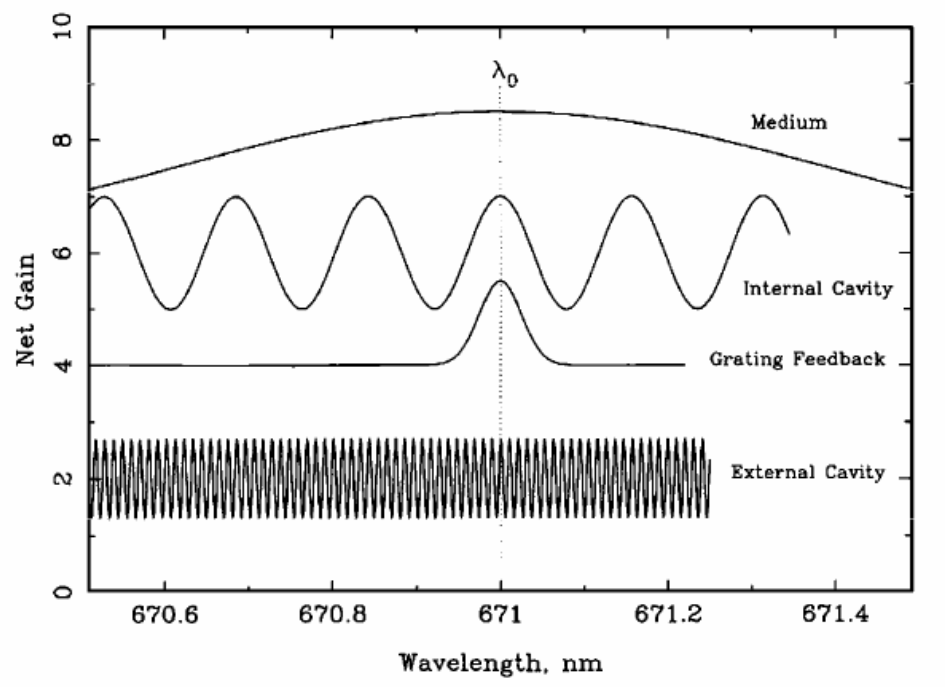 10
λ0
Medium
8
6
Internal Cavity
Net Gain
Grating Feedback
4
External Cavity
2
0
670.6 670.8 671 671.2 671.4
Wavelength, nm